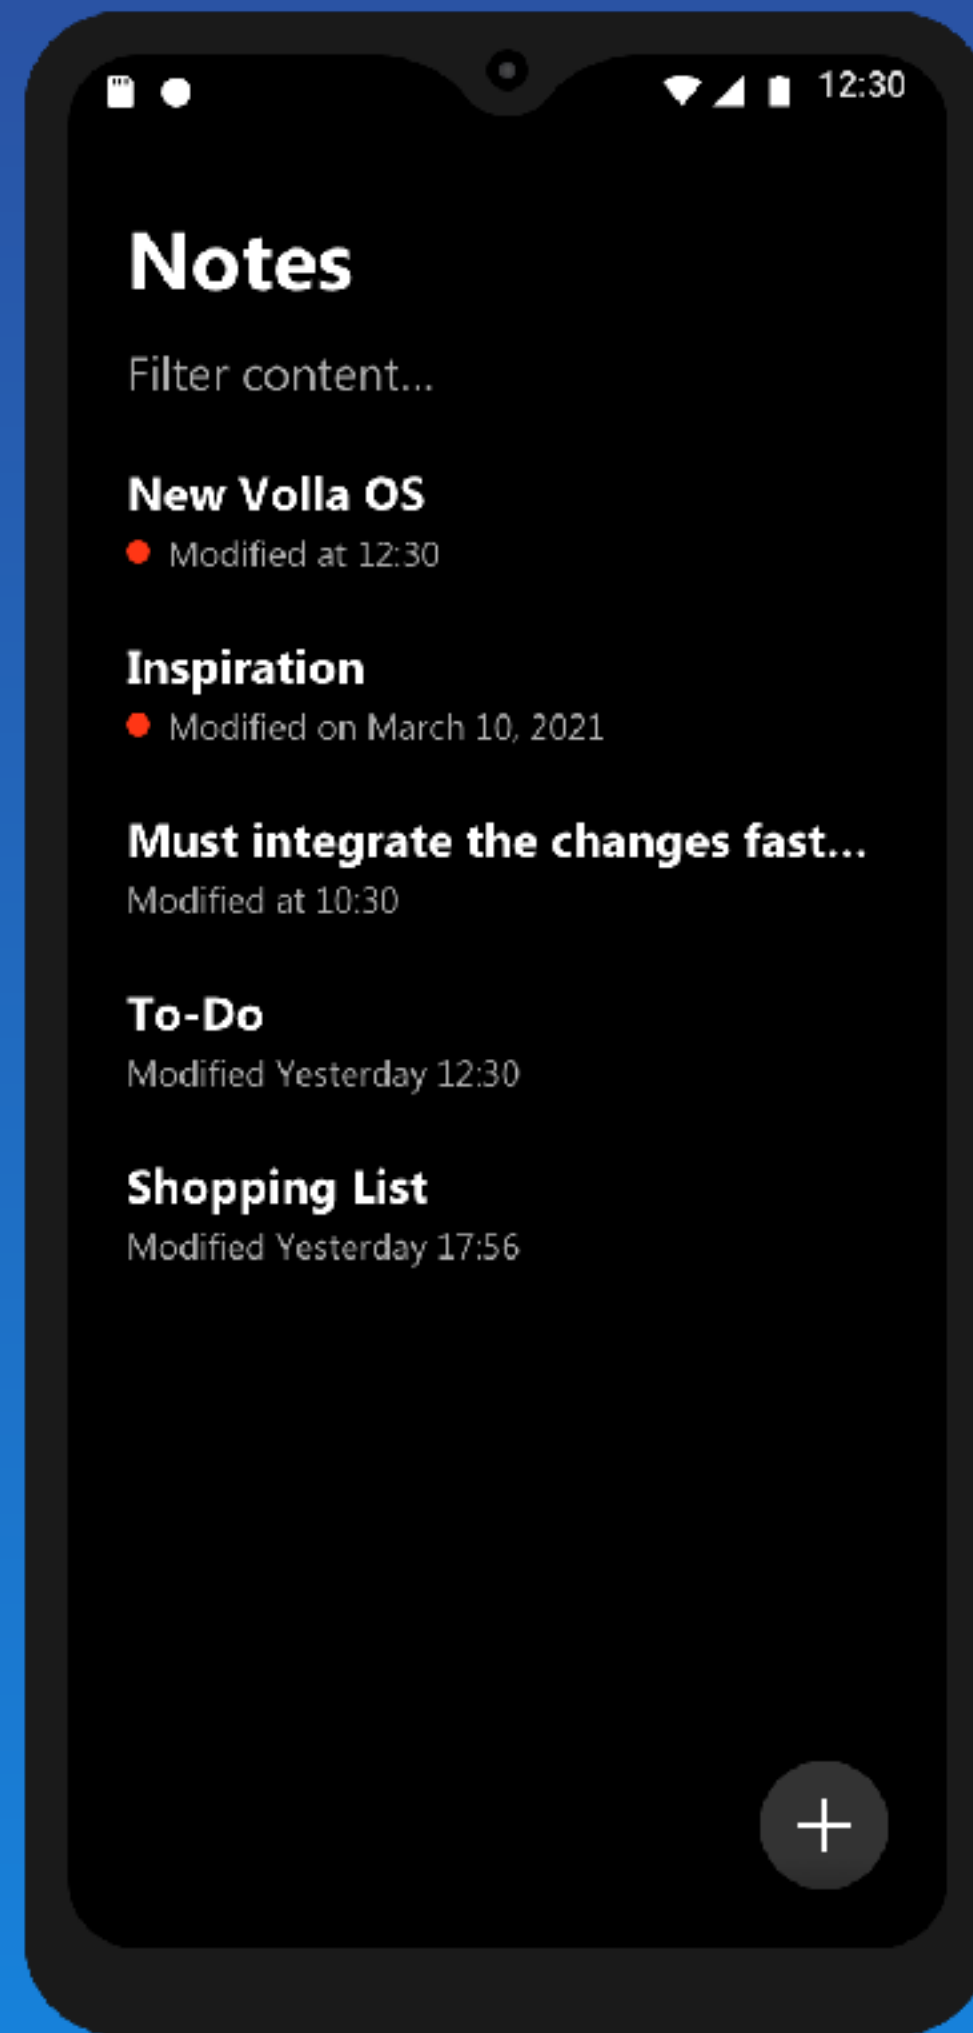 12:30
Notes
Filter content...
New Volla OS
Modified at 12:30
Inspiration
Modified on March 10, 2021
Must integrate the changes fast...
Modified at 10:30
To-Do
Modified Yesterday 12:30
Shopping List
Modified Yesterday 17:56